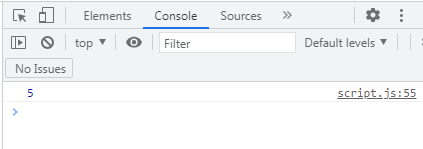 Elements Console Sources »
top Filter Default levels
No Issues
5 script.js:55